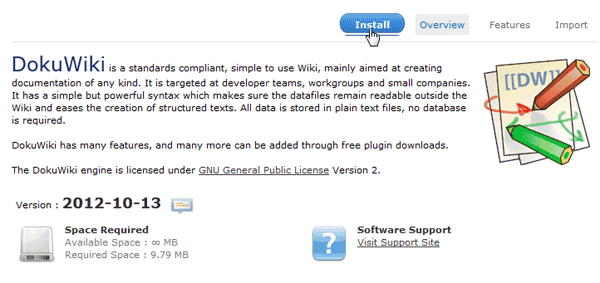 Install Overview Features Import
DokuWiki is a standards compliant, simple to use Wiki, mainly aimed at creating
documentation of any kind. It is targeted at developer teams, workgroups and small companies.
It has a simple but powerful syntax which makes sure the datafiles remain readable outside the
Wiki and eases the creation of structured texts. All data is stored in plain text files, no database
is required.
[[DW]]
DokuWiki has many features, and many more can be added through free plugin downloads.
The DokuWiki engine is licensed under GNU General Public License Version 2.
Version : 2012-10-13
Space Required
Available Space : ∞ MB
Required Space : 9.79 MB
?
Software Support
Visit Support Site